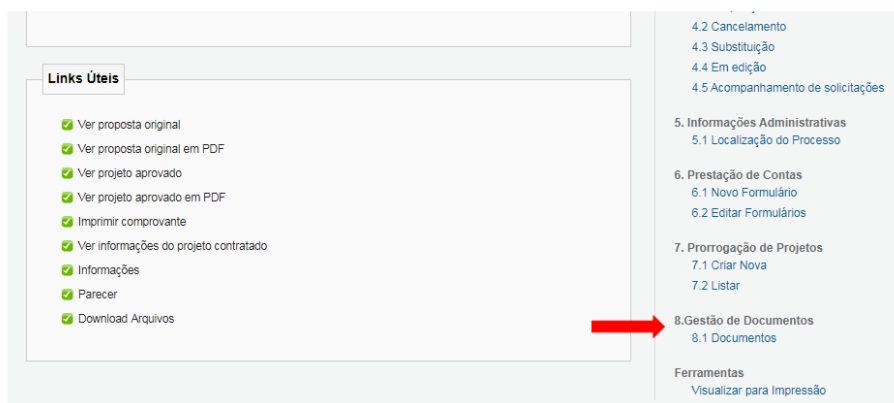 Links Úteis
Ver proposta original
Ver proposta original em PDF
Ver projeto aprovado
Ver projeto aprovado em PDF
Imprimir comprovante
Ver informações do projeto contratado
Informações
Parecer
Download Arquivos
4.2 Cancelamento
4.3 Substituição
4.4 Em edição
4.5 Acompanhamento de solicitações
5. Informações Administrativas
5.1 Localização do Processo
6. Prestação de Contas
6.1 Novo Formulário
6.2 Editar Formulários
7. Prorrogação de Projetos
7.1 Criar Nova
7.2 Listar
8.Gestão de Documentos
8.1 Documentos
Ferramentas
Visualizar para Impressão